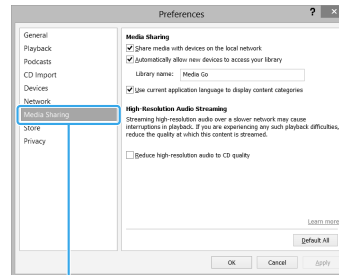 Preferences
? ×
General
Playback
Podcasts
CD Import
Devices
Network
Media Sharing
Store
Privacy
Media Sharing
Share media with devices on the local network
Automatically allow new devices to access your library
Library name: Media Go
Use current application language to display content categories
High-Resolution Audio Streaming
Streaming high-resolution audio over a slower network may cause
interruptions in playback. If you are experiencing any such playback difficulties,
reduce the quality at which this content is streamed.
Reduce high-resolution audio to CD quality
Learn more
Default All
OK Cancel Apply